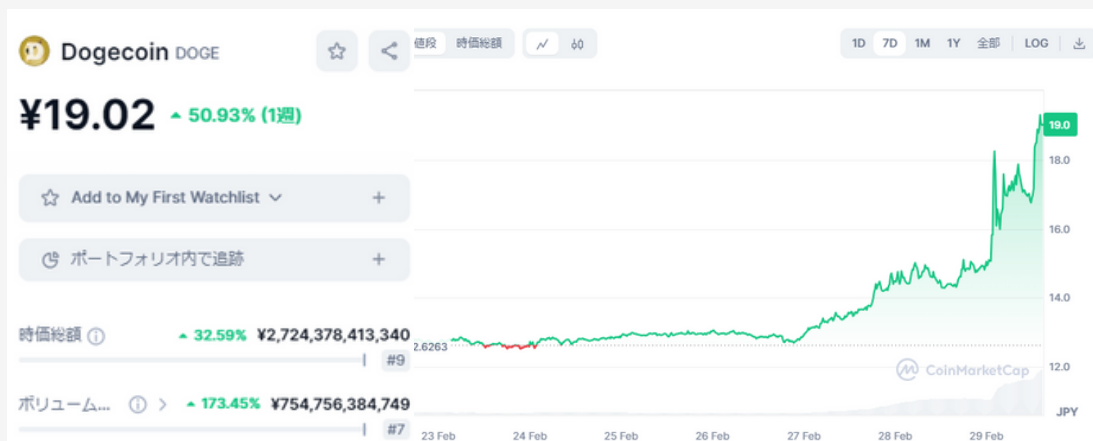 Dogecoin DOGE
¥19.02 50.93% (1週)
Add to My First Watchlist
ポートフォリオ内で追跡
時価総額 32.59% ¥2,724,378,413,340
#9
ボリューム... 173.45% ¥754,756,384,749
#7
値段 時価総額
1D 7D 1M 1Y 全部 LOG
19.0
18.0
16.0
14.0
2.6263
12.0
CoinMarketCap
JPY
23 Feb 24 Feb 25 Feb 26 Feb 27 Feb 28 Feb 29 Feb